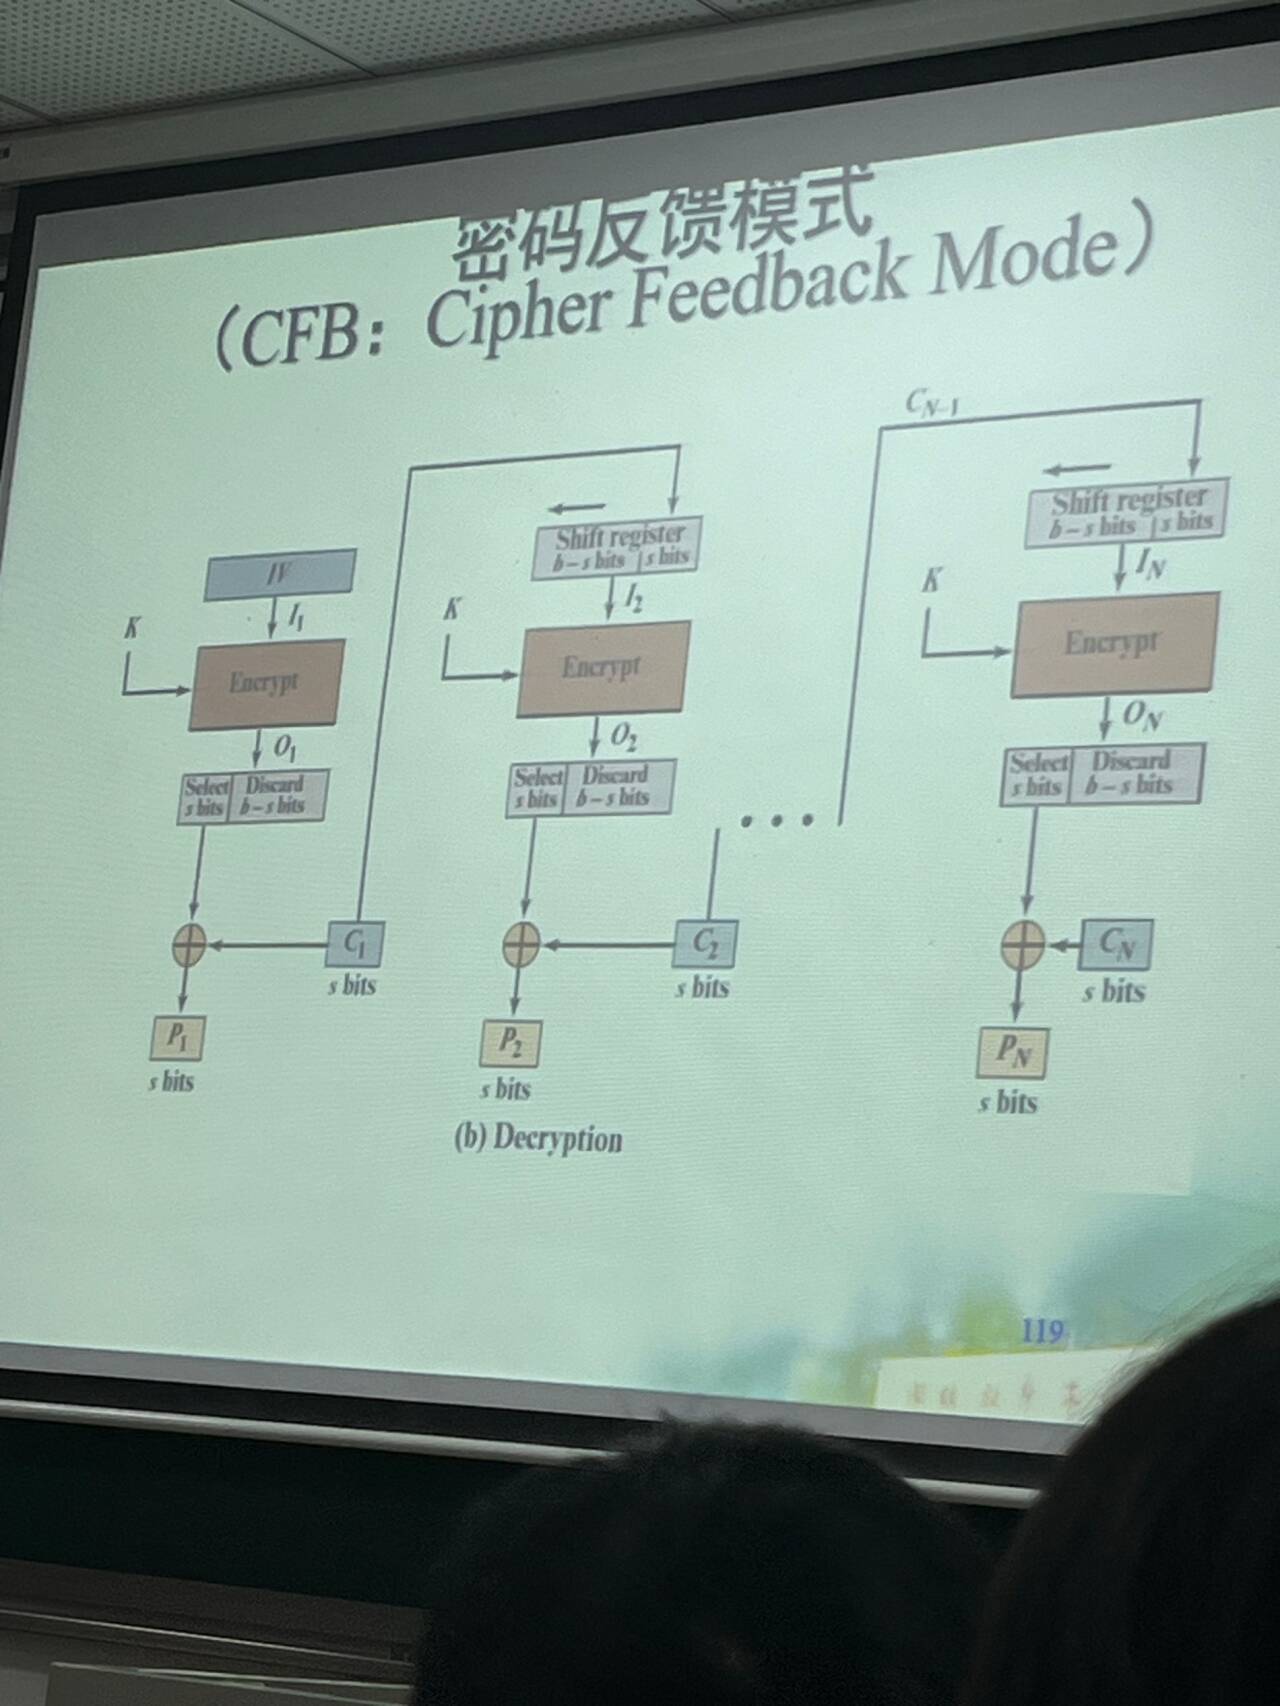 密码反馈模式
（CFB：Cipher Feedback Mode）
C_{N-1}
IV
I_1
K
Encrypt
O_1
Select s bits
Discard b-s bits
C_1
s bits
P_1
s bits
Shift register
b-s bits | s bits
I_2
K
Encrypt
O_2
Select s bits
Discard b-s bits
C_2
s bits
P_2
s bits
• • •
Shift register
b-s bits | s bits
I_N
K
Encrypt
O_N
Select s bits
Discard b-s bits
C_N
s bits
P_N
s bits
(b) Decryption
119